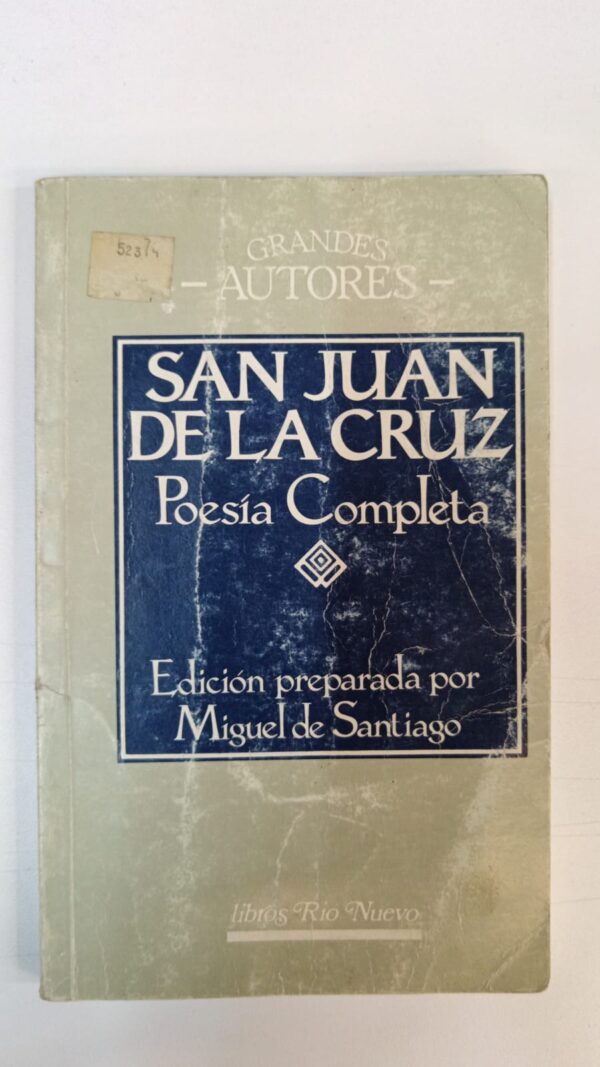 523
GRANDES
– AUTORES –
SAN JUAN
DE LA CRUZ
Poesía Completa
Edición preparada por
Miguel de Santiago
libros Río Nuevo